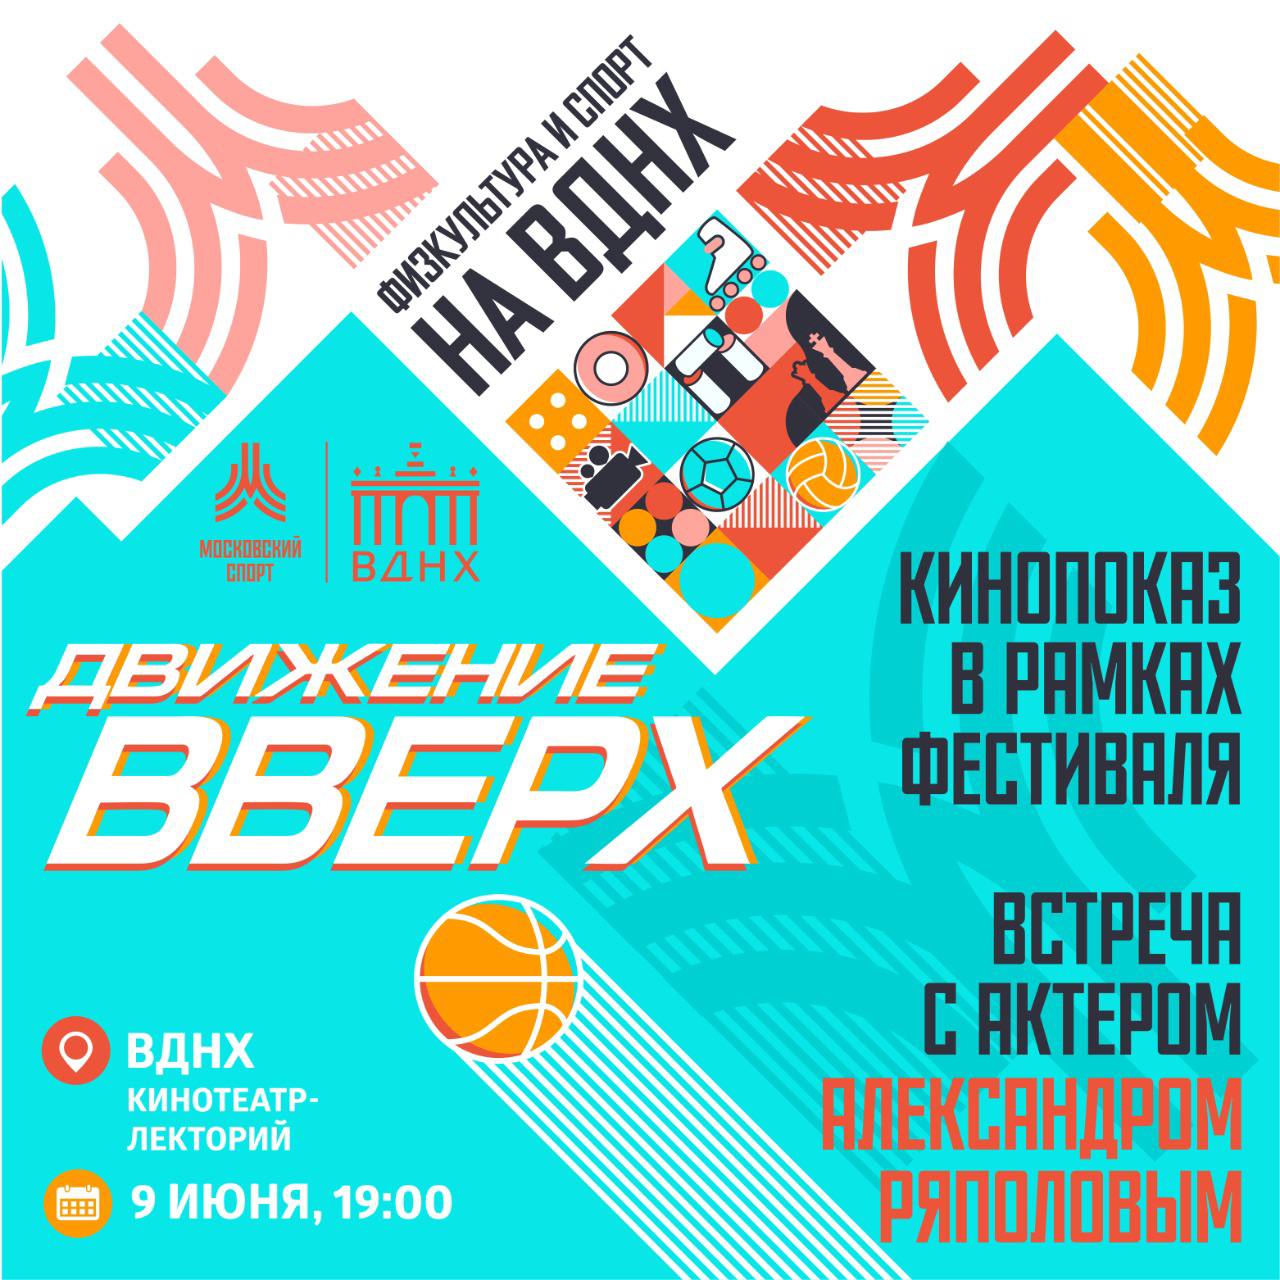 ФИЗКУЛЬТУРА И СПОРТ
НА ВДНХ
МОСКОВСКИЙ
СПОРТ
ВДНХ
ДВИЖЕНИЕ
ВВЕРХ
КИНОПОКАЗ
В РАМКАХ
ФЕСТИВАЛЯ
ВСТРЕЧА
С АКТЕРОМ
АЛЕКСАНДРОМ
РЯПОЛОВЫМ
ВДНХ
КИНОТЕАТР-
ЛЕКТОРИЙ
9 ИЮНЯ, 19:00